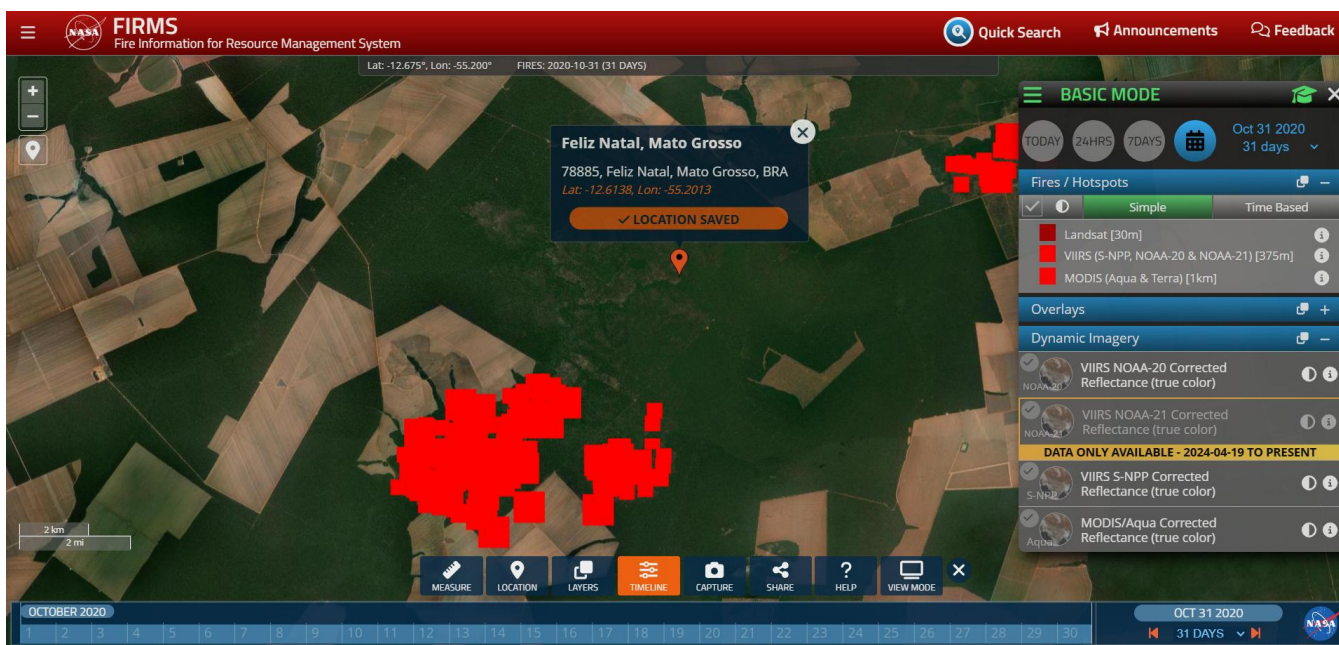 NASA
FIRMS
Fire Information for Resource Management System
Quick Search
Announcements
Feedback
Lat: -12.675°, Lon: -55.200° FIRES: 2020-10-31 (31 DAYS)
+
−
Feliz Natal, Mato Grosso
78885, Feliz Natal, Mato Grosso, BRA
Lat: -12.6138, Lon: -55.2013
LOCATION SAVED
BASIC MODE
TODAY
24HRS
7DAYS
Oct 31 2020
31 days
Fires / Hotspots
Simple
Time Based
Landsat [30m]
VIIRS (S-NPP, NOAA-20 & NOAA-21) [375m]
MODIS (Aqua & Terra) [1km]
Overlays
Dynamic Imagery
VIIRS NOAA-20 Corrected
Reflectance (true color)
NOAA-20
VIIRS NOAA-21 Corrected
Reflectance (true color)
NOAA-21
DATA ONLY AVAILABLE - 2024-04-19 TO PRESENT
VIIRS S-NPP Corrected
Reflectance (true color)
S-NPP
MODIS/Aqua Corrected
Reflectance (true color)
Aqua
2 km
2 mi
MEASURE
LOCATION
LAYERS
TIMELINE
CAPTURE
SHARE
? HELP
VIEW MODE
OCTOBER 2020
1 2 3 4 5 6 7 8 9 10 11 12 13 14 15 16 17 18 19 20 21 22 23 24 25 26 27 28 29 30
OCT 31 2020
31 DAYS
NASA